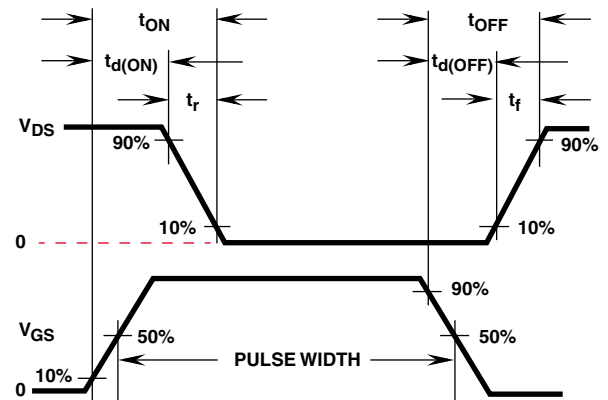 tON tOFF
td(ON) td(OFF)
tr tf
VDS
90% 90%
10% 10%
0
90%
VGS 50% 50%
PULSE WIDTH
10%
0